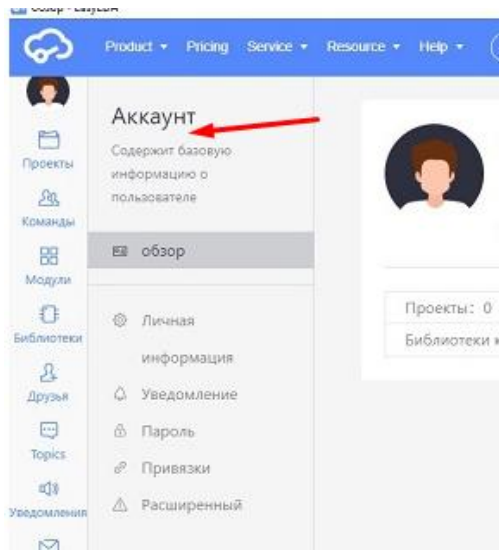 Обзор - EasyEDA
Product Pricing Service Resource Help
Аккаунт
Содержит базовую
информацию о
пользователе
обзор
Личная
информация
Уведомление
Пароль
Привязки
Расширенный
Проекты
Команды
Модули
Библиотеки
Друзья
Topics
Уведомления
Проекты: 0
Библиотеки